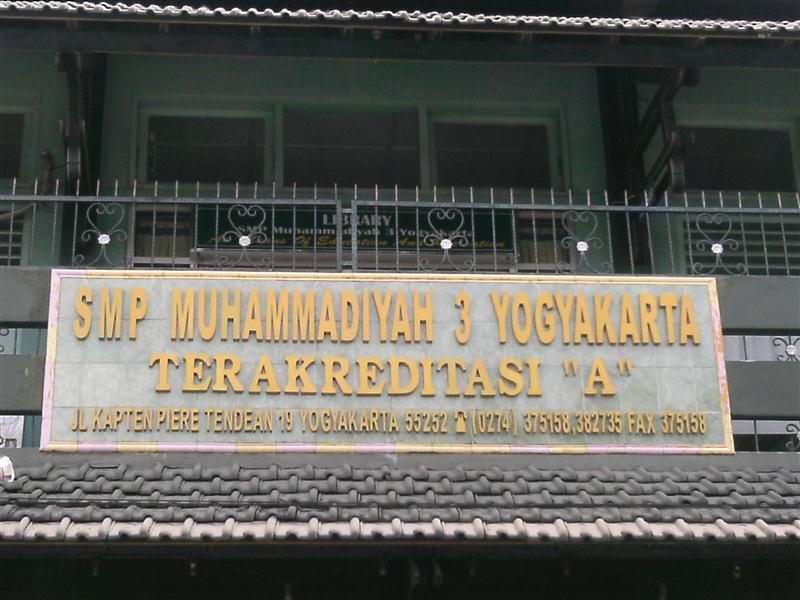 LIBRARY
SMP Muhammadiyah 3 Yogyakarta
SMP MUHAMMADIYAH 3 YOGYAKARTA
TERAKREDITASI "A"
JL KAPTEN PIERE TENDEAN 19 YOGYAKARTA 55252 ☎ (0274) 375158,382735 FAX 375158